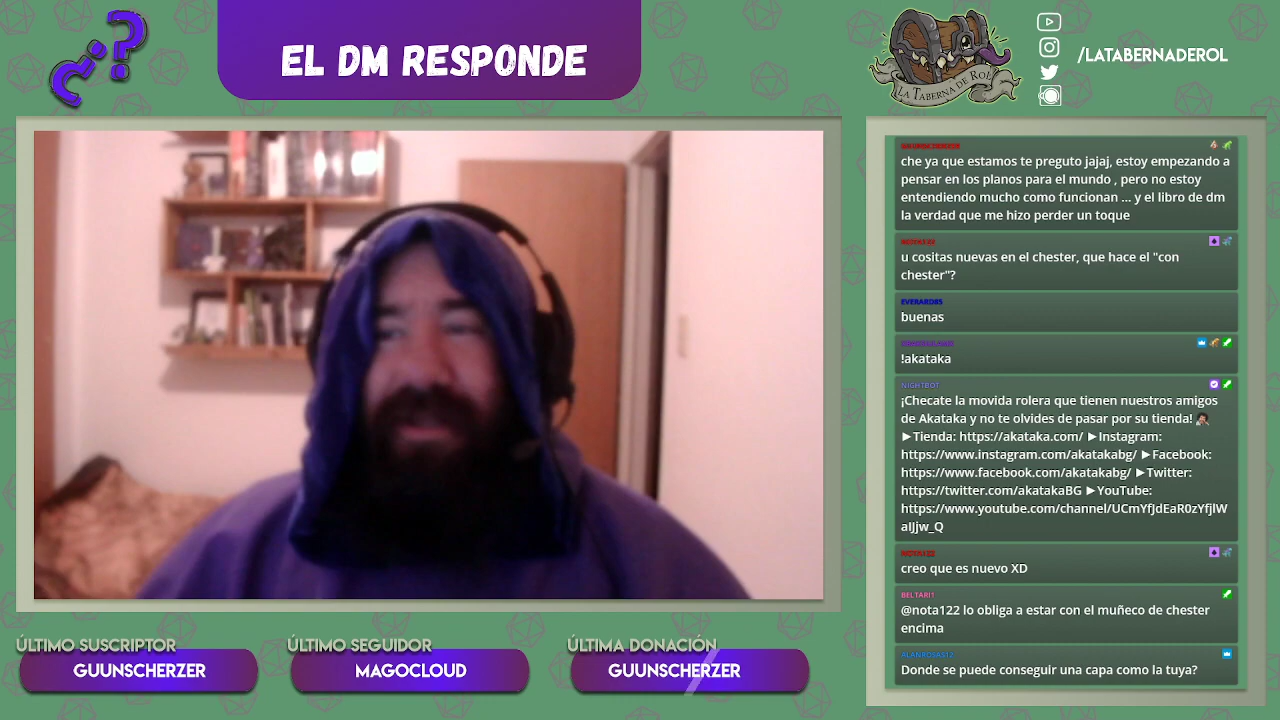 EL DM RESPONDE
LA TABERNA DE ROL
/LATABERNADEROL
che ya que estamos te preguto jajaj, estoy empezando a
pensar en los planos para el mundo , pero no estoy
entendiendo mucho como funcionan ... y el libro de dm
la verdad que me hizo perder un toque
NOTA122
u cositas nuevas en el chester, que hace el "con
chester"?
EVERARD85
buenas
!akataka
NIGHTBOT
¡Checate la movida rolera que tienen nuestros amigos
de Akataka y no te olvides de pasar por su tienda!
►Tienda: https://akataka.com/ ►Instagram:
https://www.instagram.com/akatakabg/ ►Facebook:
https://www.facebook.com/akatakabg/ ►Twitter:
https://twitter.com/akatakaBG ►YouTube:
https://www.youtube.com/channel/UCmYfJdEaR0zYfjlW
alJjw_Q
NOTA122
creo que es nuevo XD
BELTARI1
@nota122 lo obliga a estar con el muñeco de chester
encima
Donde se puede conseguir una capa como la tuya?
ÚLTIMO SUSCRIPTOR
GUUNSCHERZER
ÚLTIMO SEGUIDOR
MAGOCLOUD
ÚLTIMA DONACIÓN
GUUNSCHERZER